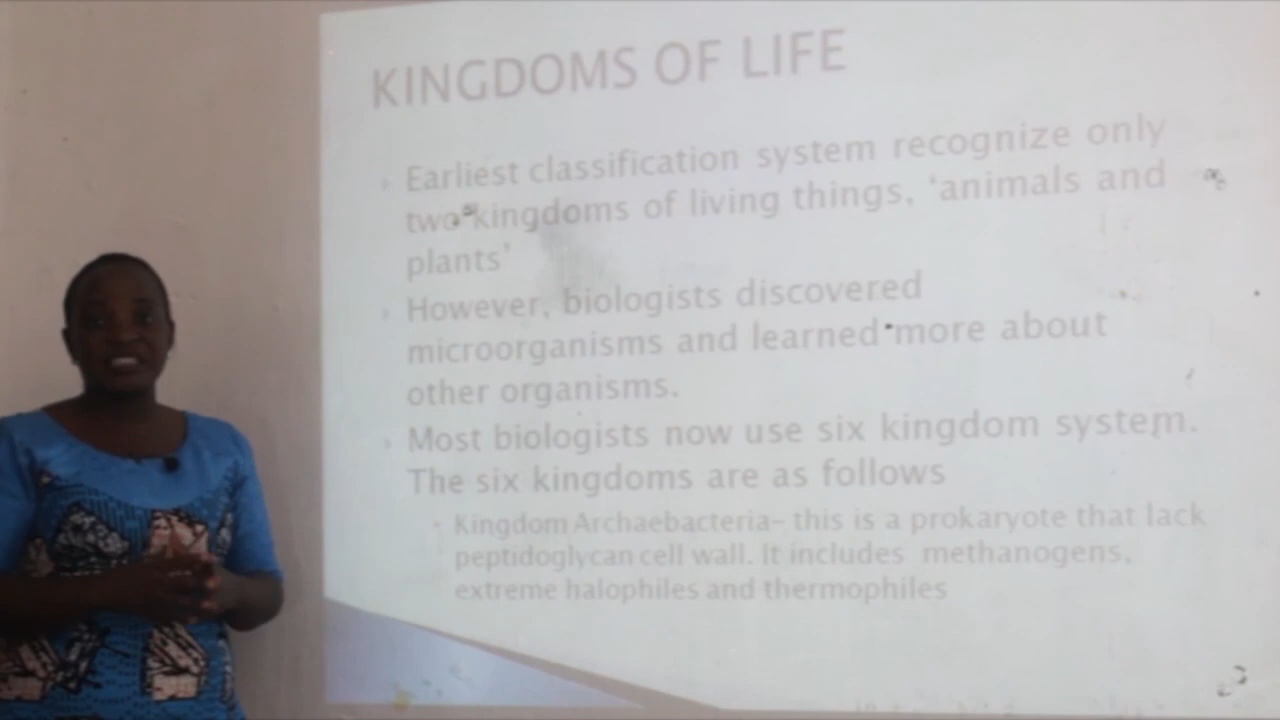 KINGDOMS OF LIFE
Earliest classification system recognize only
two kingdoms of living things, ‘animals and
plants’
However, biologists discovered
microorganisms and learned more about
other organisms.
Most biologists now use six kingdom system.
The six kingdoms are as follows
Kingdom Archaebacteria- this is a prokaryote that lack
peptidoglycan cell wall. It includes methanogens,
extreme halophiles and thermophiles